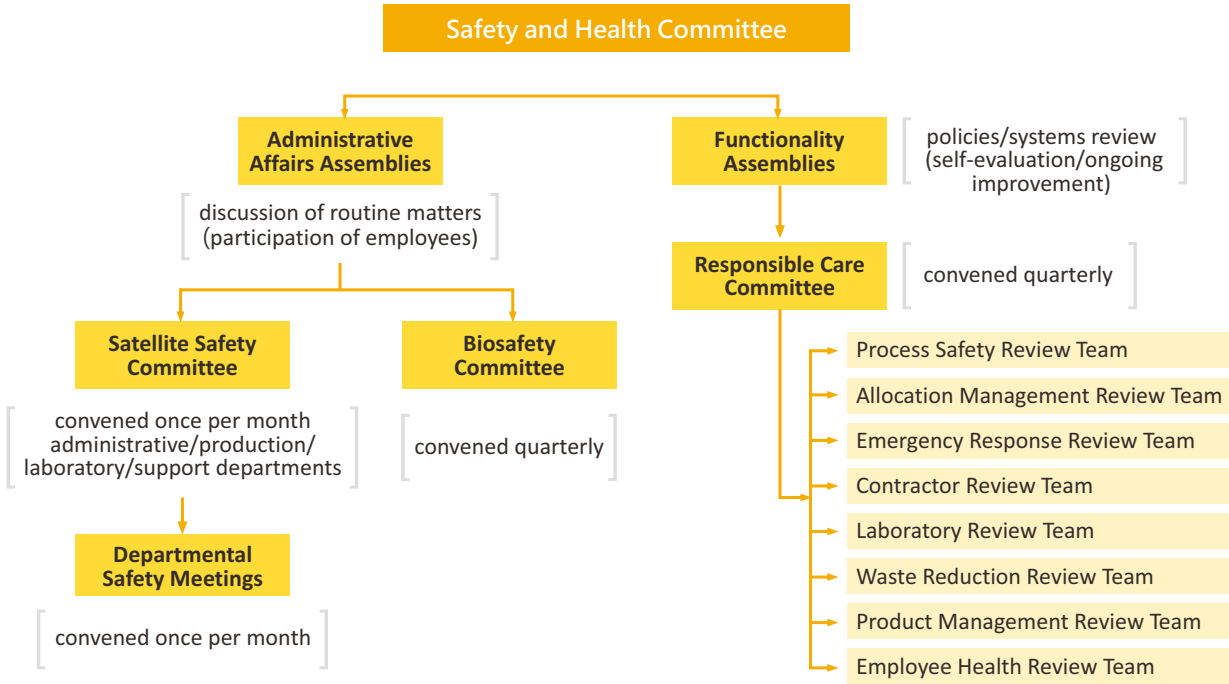 Safety and Health Committee
Administrative
Affairs Assemblies
discussion of routine matters
(participation of employees)
Satellite Safety
Committee
convened once per month
administrative/production/
laboratory/support departments
Departmental
Safety Meetings
convened once per month
Biosafety
Committee
convened quarterly
Functionality
Assemblies
policies/systems review
(self-evaluation/ongoing
improvement)
Responsible Care
Committee
convened quarterly
Process Safety Review Team
Allocation Management Review Team
Emergency Response Review Team
Contractor Review Team
Laboratory Review Team
Waste Reduction Review Team
Product Management Review Team
Employee Health Review Team